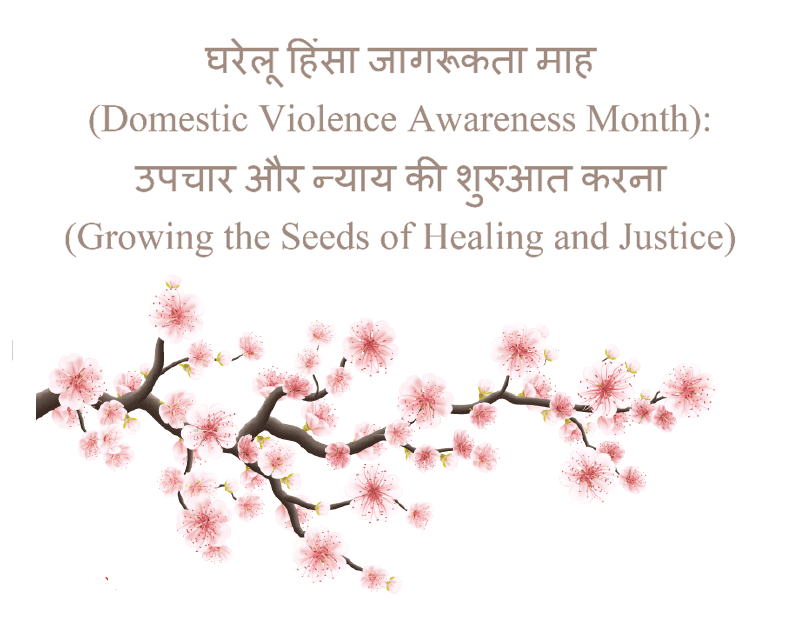 घरेलू हिंसा जागरूकता माह
(Domestic Violence Awareness Month):
उपचार और न्याय की शुरुआत करना
(Growing the Seeds of Healing and Justice)